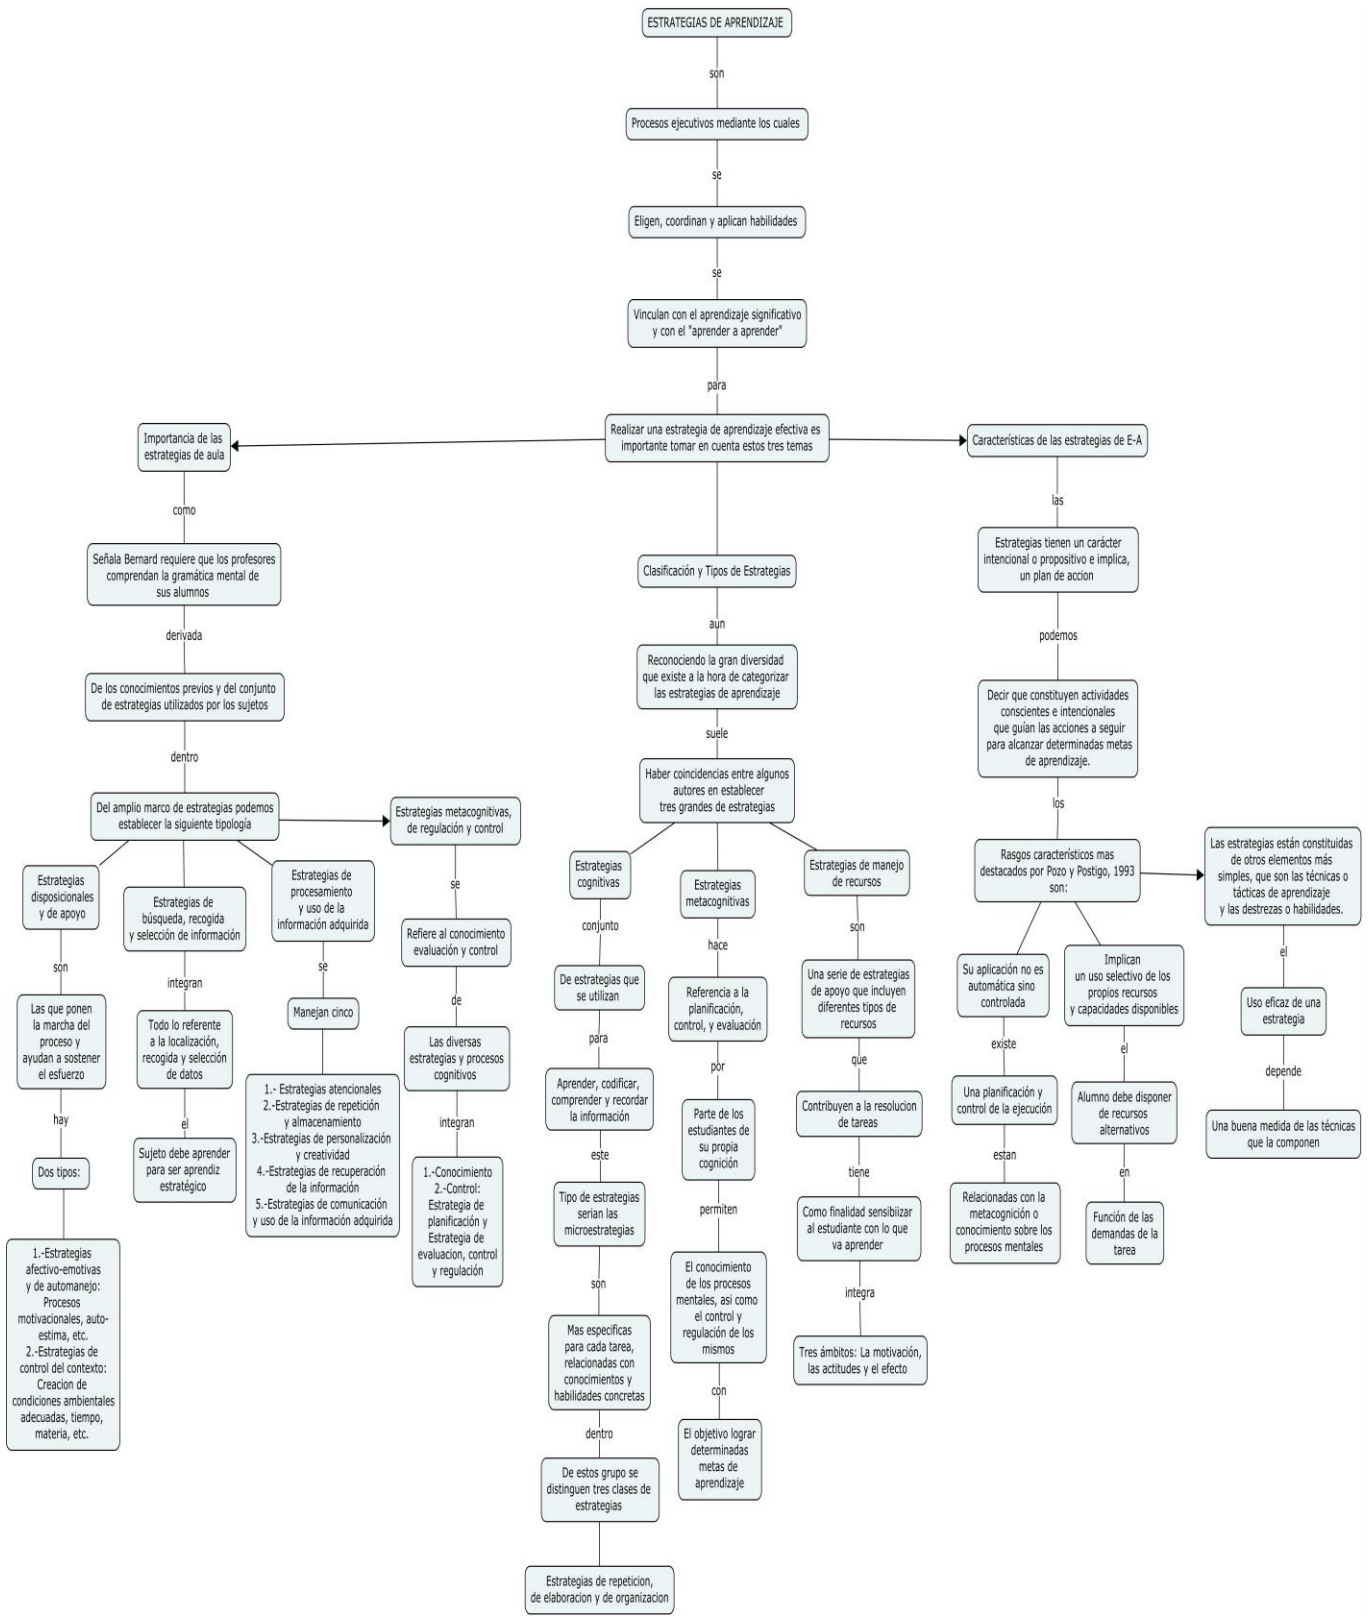 ESTRATEGIAS DE APRENDIZAJE
son
Procesos ejecutivos mediante los cuales
se
Eligen, coordinan y aplican habilidades
se
Vinculan con el aprendizaje significativo
y con el "aprender a aprender"
para
Realizar una estrategia de aprendizaje efectiva es
importante tomar en cuenta estos tres temas
Importancia de las
estrategias de aula
como
Señala Bernard requiere que los profesores
comprendan la gramática mental de
sus alumnos
derivada
De los conocimientos previos y del conjunto
de estrategias utilizados por los sujetos
dentro
Del amplio marco de estrategias podemos
establecer la siguiente tipología
Estrategias
disposicionales
y de apoyo
son
Las que ponen
la marcha del
proceso y
ayudan a sostener
el esfuerzo
hay
Dos tipos:
1.-Estrategias
afectivo-emotivas
y de automanejo:
Procesos
motivacionales, auto-
estima, etc.
2.-Estrategias de
control del contexto:
Creacion de
condiciones ambientales
adecuadas, tiempo,
materia, etc.
Estrategias de
búsqueda, recogida
y selección de información
integran
Todo lo referente
a la localización,
recogida y selección
de datos
el
Sujeto debe aprender
para ser aprendiz
estratégico
Estrategias de
procesamiento
y uso de la
información adquirida
se
Manejan cinco
1.- Estrategias atencionales
2.-Estrategias de repetición
y almacenamiento
3.-Estrategias de personalización
y creatividad
4.-Estrategias de recuperación
de la información
5.-Estrategias de comunicación
y uso de la información adquirida
Estrategias metacognitivas,
de regulación y control
se
Refiere al conocimiento
evaluación y control
de
Las diversas
estrategias y procesos
cognitivos
integran
1.-Conocimiento
2.-Control:
Estrategia de
planificación y
Estrategia de
evaluacion, control
y regulación
Clasificación y Tipos de Estrategias
aun
Reconociendo la gran diversidad
que existe a la hora de categorizar
las estrategias de aprendizaje
suele
Haber coincidencias entre algunos
autores en establecer
tres grandes de estrategias
Estrategias
cognitivas
conjunto
De estrategias que
se utilizan
para
Aprender, codificar,
comprender y recordar
la información
este
Tipo de estrategias
serian las
microestrategias
son
Mas especificas
para cada tarea,
relacionadas con
conocimientos y
habilidades concretas
dentro
De estos grupo se
distinguen tres clases de
estrategias
Estrategias de repeticion,
de elaboracion y de organizacion
Estrategias
metacognitivas
hace
Referencia a la
planificación,
control, y evaluación
por
Parte de los
estudiantes de
su propia
cognición
permiten
El conocimiento
de los procesos
mentales, asi como
el control y
regulación de los
mismos
con
El objetivo lograr
determinadas
metas de
aprendizaje
Estrategias de manejo
de recursos
son
Una serie de estrategias
de apoyo que incluyen
diferentes tipos de
recursos
que
Contribuyen a la resolucion
de tareas
tiene
Como finalidad sensibiizar
al estudiante con lo que
va aprender
integra
Tres ámbitos: La motivación,
las actitudes y el efecto
Características de las estrategias de E-A
las
Estrategias tienen un carácter
intencional o propositivo e implica,
un plan de accion
podemos
Decir que constituyen actividades
conscientes e intencionales
que guían las acciones a seguir
para alcanzar determinadas metas
de aprendizaje.
los
Rasgos característicos mas
destacados por Pozo y Postigo, 1993
son:
Su aplicación no es
automática sino
controlada
existe
Una planificación y
control de la ejecución
estan
Relacionadas con la
metacognición o
conocimiento sobre los
procesos mentales
Implican
un uso selectivo de los
propios recursos
y capacidades disponibles
el
Alumno debe disponer
de recursos
alternativos
en
Función de las
demandas de la
tarea
Las estrategias están constituidas
de otros elementos más
simples, que son las técnicas o
tácticas de aprendizaje
y las destrezas o habilidades.
el
Uso eficaz de una
estrategia
depende
Una buena medida de las técnicas
que la componen